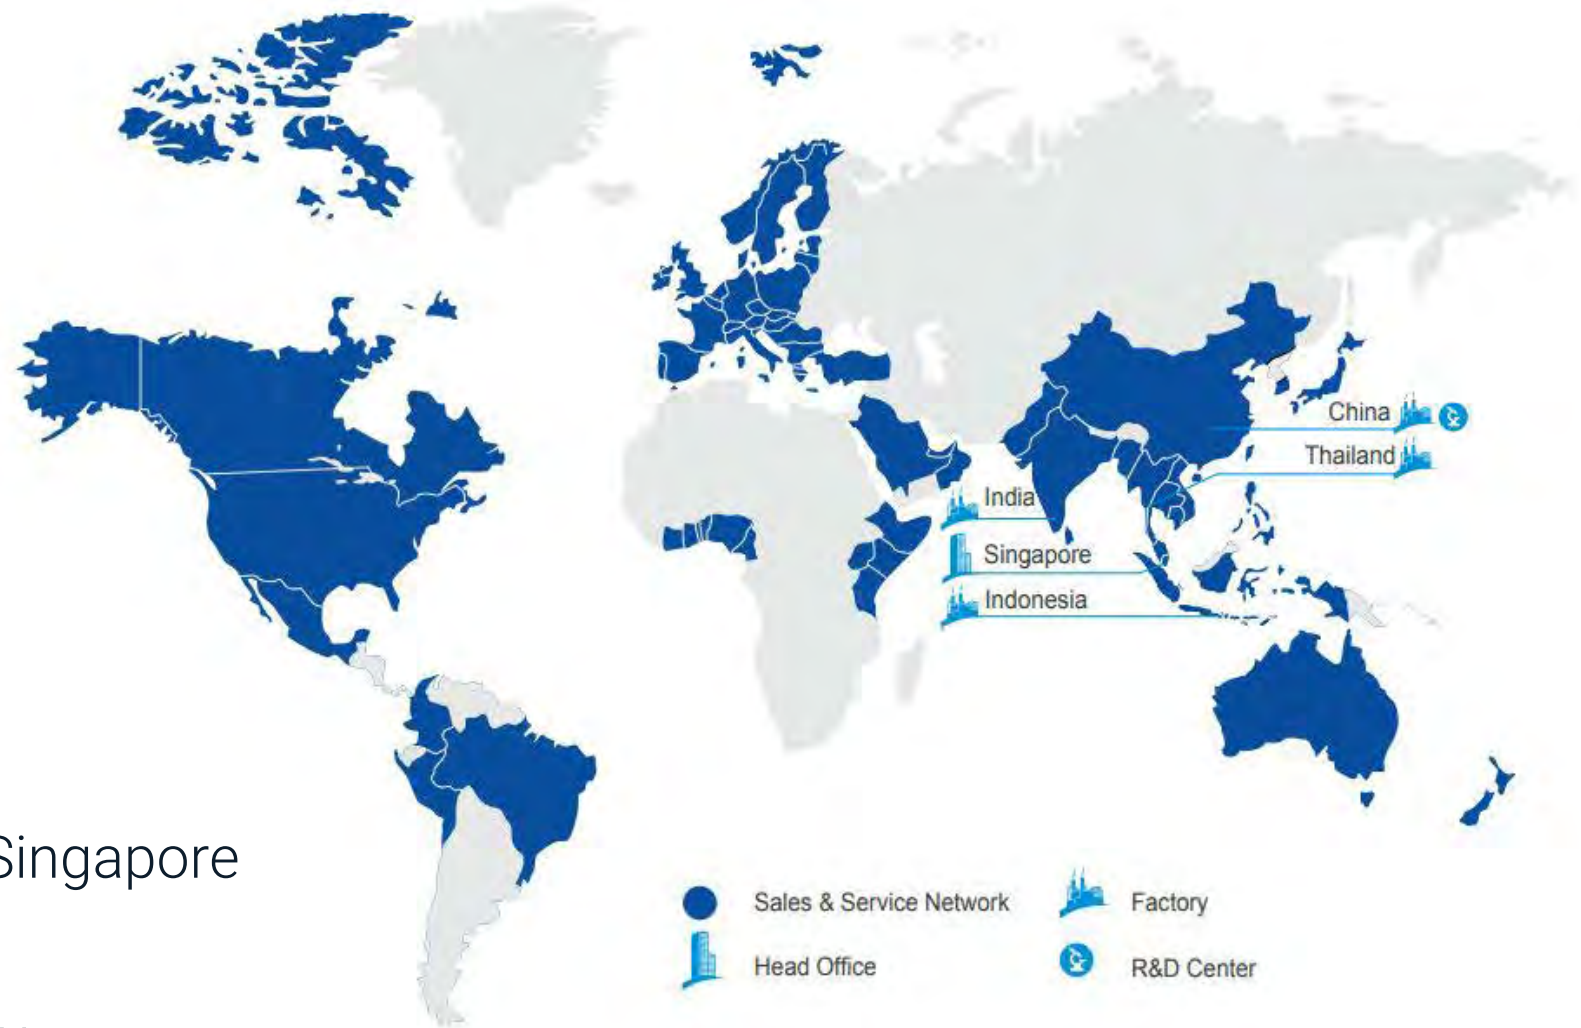 China
Thailand
India
Singapore
Indonesia
Singapore
Sales & Service Network
Factory
Head Office
R&D Center